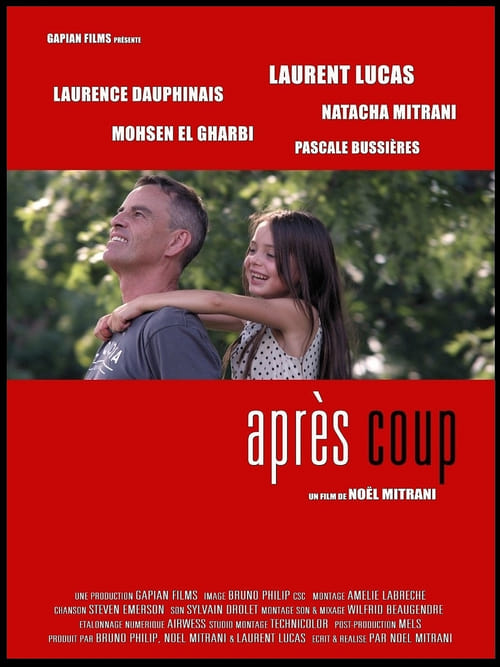 GAPIAN FILMS PRÉSENTE
LAURENT LUCAS
LAURENCE DAUPHINAIS
NATACHA MITRANI
MOHSEN EL GHARBI
PASCALE BUSSIÈRES
après coup
UN FILM DE NOËL MITRANI
UNE PRODUCTION GAPIAN FILMS IMAGE BRUNO PHILIP CSC MONTAGE AMELIE LABRECHE
CHANSON STEVEN EMERSON SON SYLVAIN DROLET MONTAGE SON & MIXAGE WILFRID BEAUGENDRE
ETALONNAGE NUMERIQUE AIRWESS STUDIO MONTAGE TECHNICOLOR POST-PRODUCTION MELS
PRODUIT PAR BRUNO PHILIP, NOEL MITRANI & LAURENT LUCAS ECRIT & REALISE PAR NOEL MITRANI